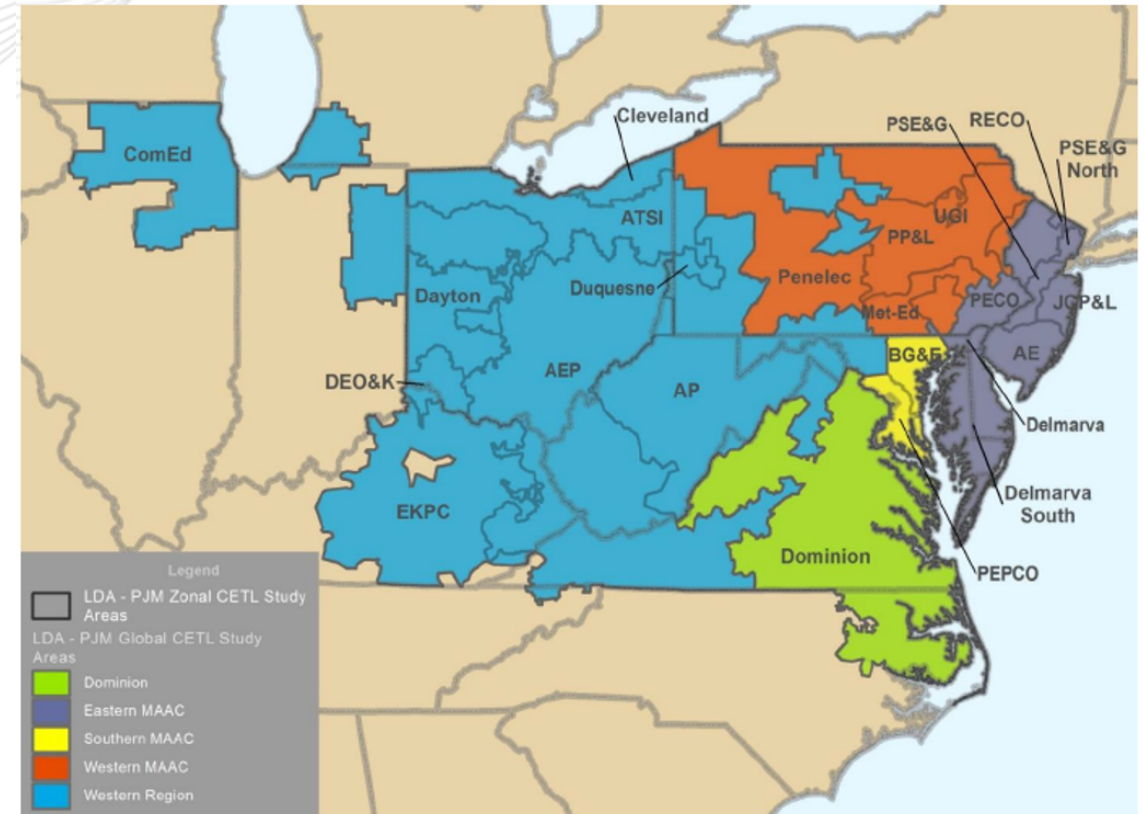 Cleveland
PSE&G
RECO
PSE&G
North
ComEd
ATSI
UGI
PP&L
Penelec
Duquesne
Dayton
PECO
JCP&L
Met-Ed
BG&E
AE
DEO&K
AEP
AP
Delmarva
Delmarva
South
EKPC
Dominion
PEPCO
Legend
LDA - PJM Zonal CETL Study
Areas
LDA - PJM Global CETL Study
Areas
Dominion
Eastern MAAC
Southern MAAC
Western MAAC
Western Region